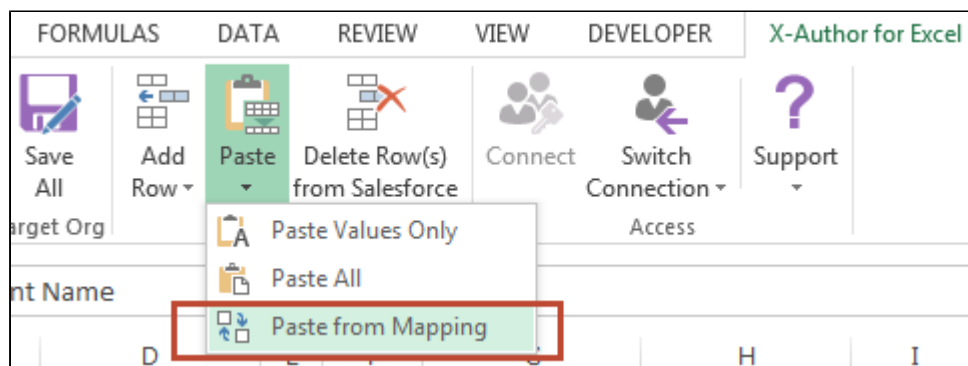 FORMULAS DATA REVIEW VIEW DEVELOPER X-Author for Excel
Save Add Paste Delete Row(s) Connect Switch Support
All Row from Salesforce Connection
arget Org Access
Paste Values Only
nt Name Paste All
Paste from Mapping
D H I